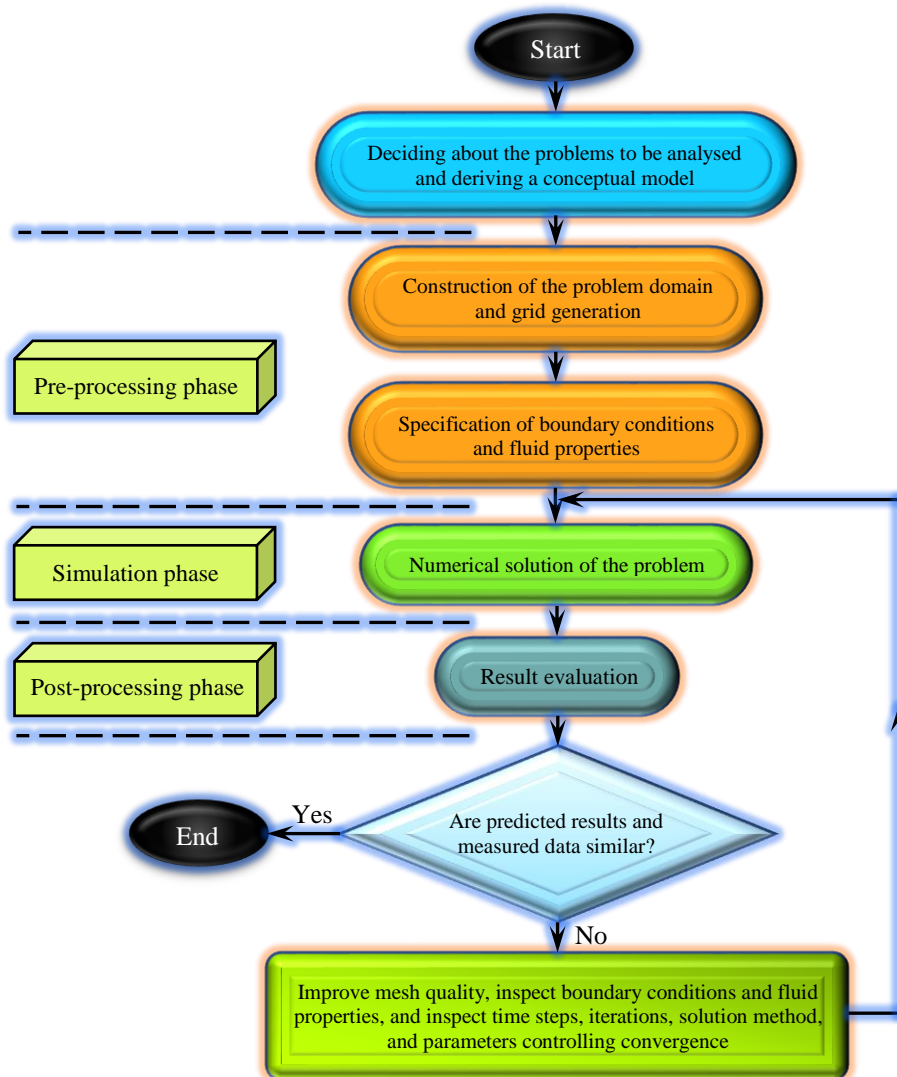 Start
Deciding about the problems to be analysed
and deriving a conceptual model
Construction of the problem domain
and grid generation
Pre-processing phase
Specification of boundary conditions
and fluid properties
Simulation phase
Numerical solution of the problem
Post-processing phase
Result evaluation
Are predicted results and
measured data similar?
Yes
End
No
Improve mesh quality, inspect boundary conditions and fluid
properties, and inspect time steps, iterations, solution method,
and parameters controlling convergence